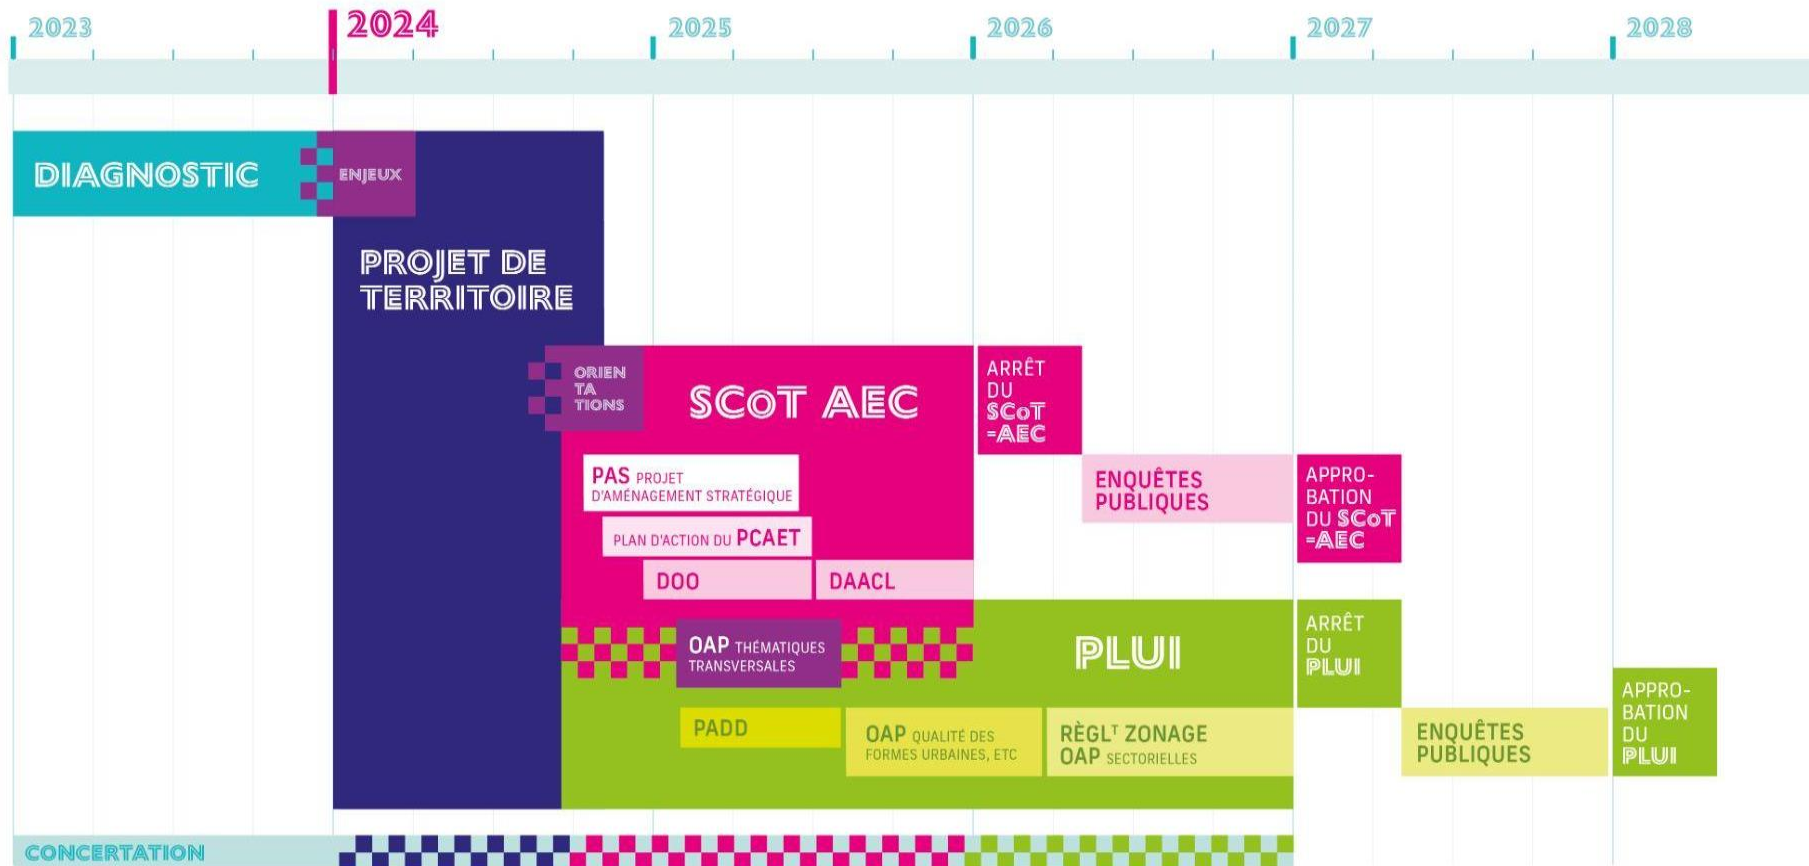 2023
2024
2025
2026
2027
2028
DIAGNOSTIC
ENJEUX
PROJET DE
TERRITOIRE
ORIEN
TA
TIONS
SCoT AEC
ARRÊT
DU
SCoT
=AEC
PAS PROJET
D'AMÉNAGEMENT STRATÉGIQUE
PLAN D'ACTION DU PCAET
DOO
DAACL
ENQUÊTES
PUBLIQUES
APPRO-
BATION
DU SCoT
=AEC
OAP THÉMATIQUES
TRANSVERSALES
PLUI
ARRÊT
DU
PLUI
PADD
OAP QUALITÉ DES
FORMES URBAINES, ETC
RÈGLᵀ ZONAGE
OAP SECTORIELLES
ENQUÊTES
PUBLIQUES
APPRO-
BATION
DU
PLUI
CONCERTATION